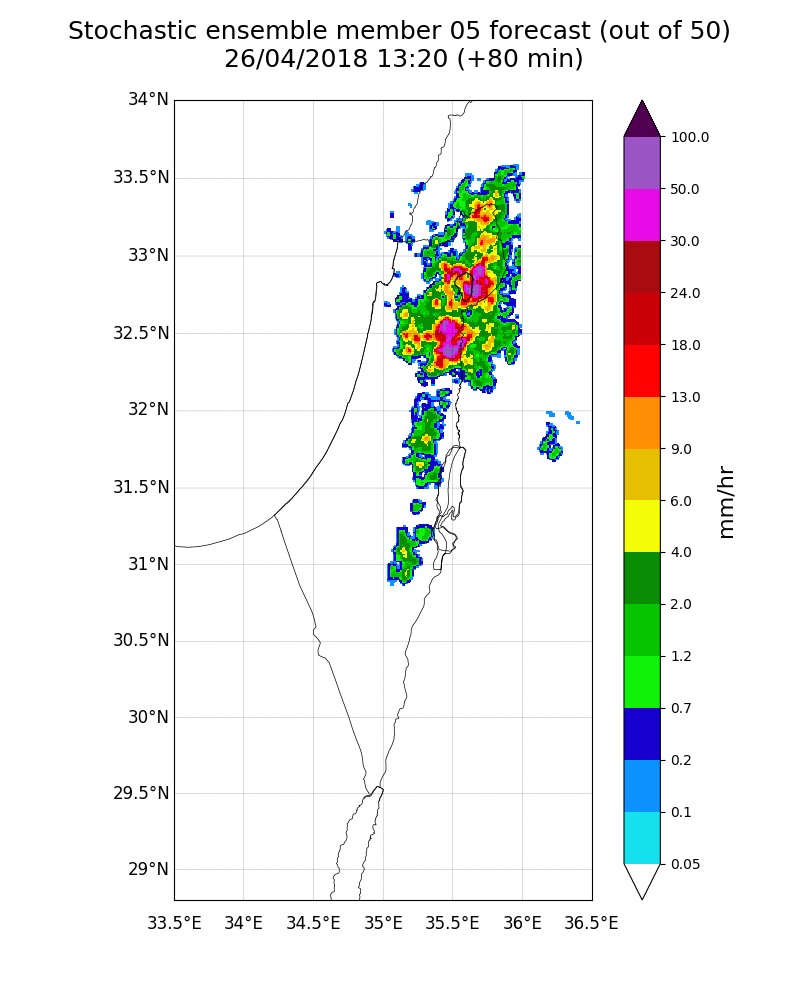 Stochastic ensemble member 05 forecast (out of 50)
26/04/2018 13:20 (+80 min)
34°N
33.5°N
33°N
32.5°N
32°N
31.5°N
31°N
30.5°N
30°N
29.5°N
29°N
33.5°E
34°E
34.5°E
35°E
35.5°E
36°E
36.5°E
100.0
50.0
30.0
24.0
18.0
13.0
9.0
6.0
4.0
2.0
1.2
0.7
0.2
0.1
0.05
mm/hr